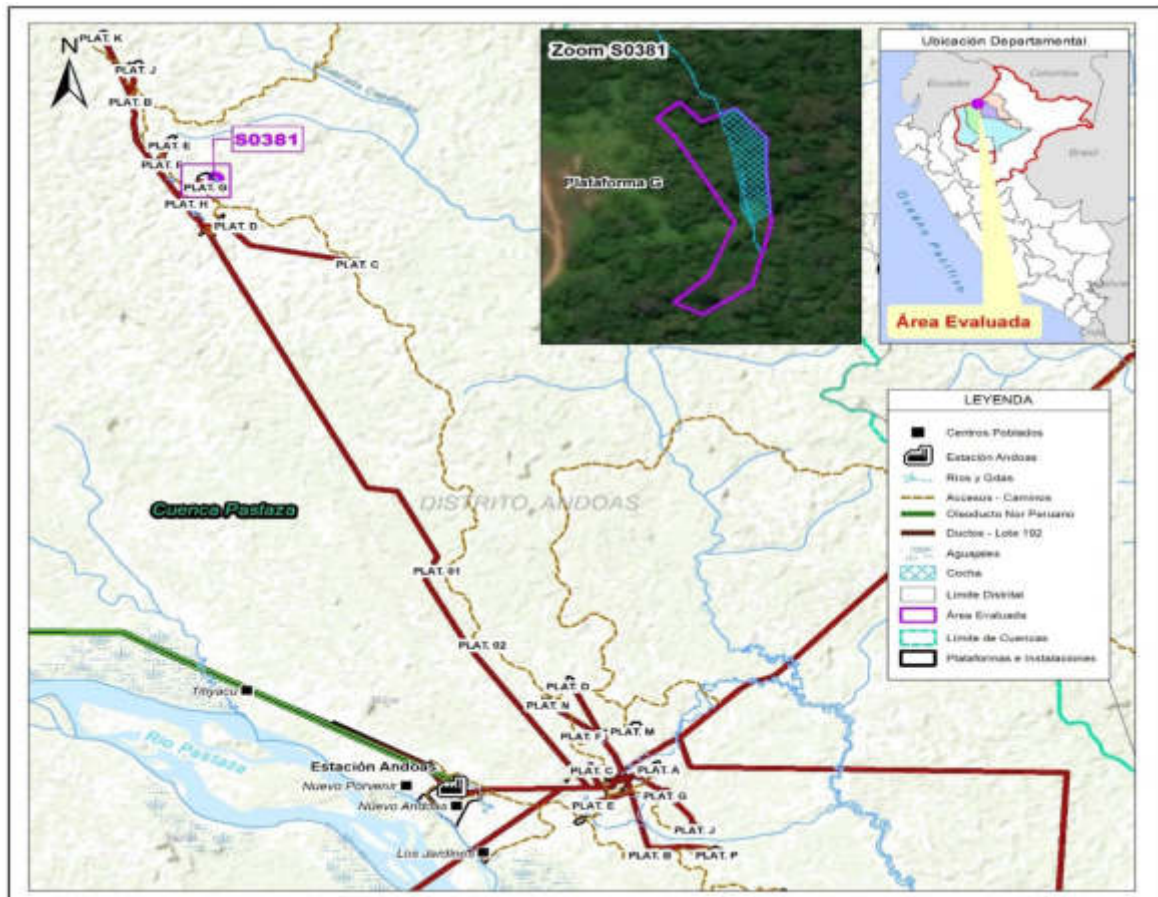 PLAT. K
N
PLAT. J
PLAT. B
PLAT. E
S0381
PLAT. F
PLAT. G
PLAT. H
PLAT. D
PLAT. C
Zoom S0381
Plataforma G
Ubicación Departamental
Ecuador
Colombia
Brasil
Océano Pacífico
Área Evaluada
Cuenca Pastaza
DISTRITO ANDOAS
PLAT. 01
PLAT. 02
PLAT. D
PLAT. N
PLAT. M
PLAT. F
Titiyacu
Río Pastaza
Estación Andoas
PLAT. C
PLAT. A
Nuevo Porvenir
Nuevo Andoas
PLAT. G
PLAT. E
PLAT. J
Los Jardines
PLAT. B
PLAT. P
LEYENDA
Centros Poblados
Estación Andoas
Ríos y Qdas
Accesos - Caminos
Oleoducto Nor Peruano
Ductos - Lote 192
Aguajales
Cocha
Límite Distrital
Área Evaluada
Límite de Cuencas
Plataformas e Instalaciones